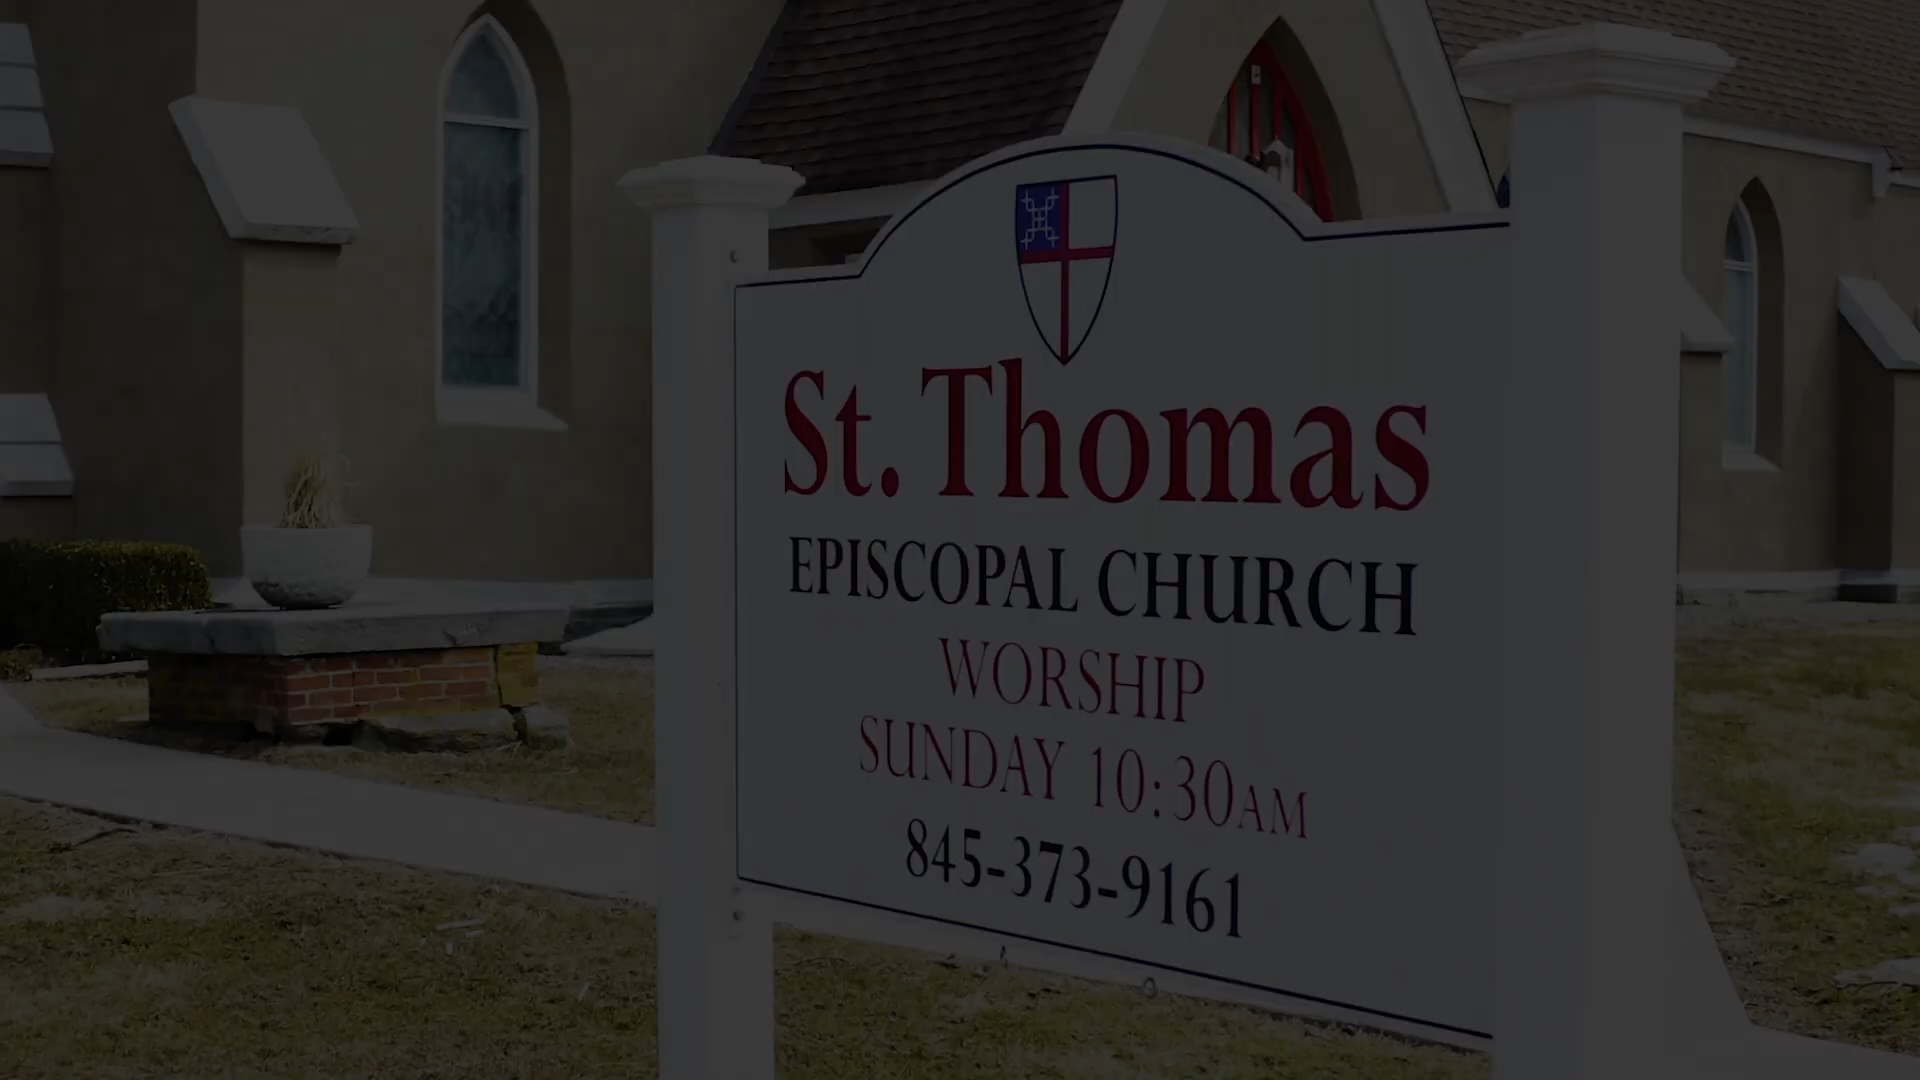 St. Thomas
EPISCOPAL CHURCH
WORSHIP
SUNDAY 10:30AM
845-373-9161